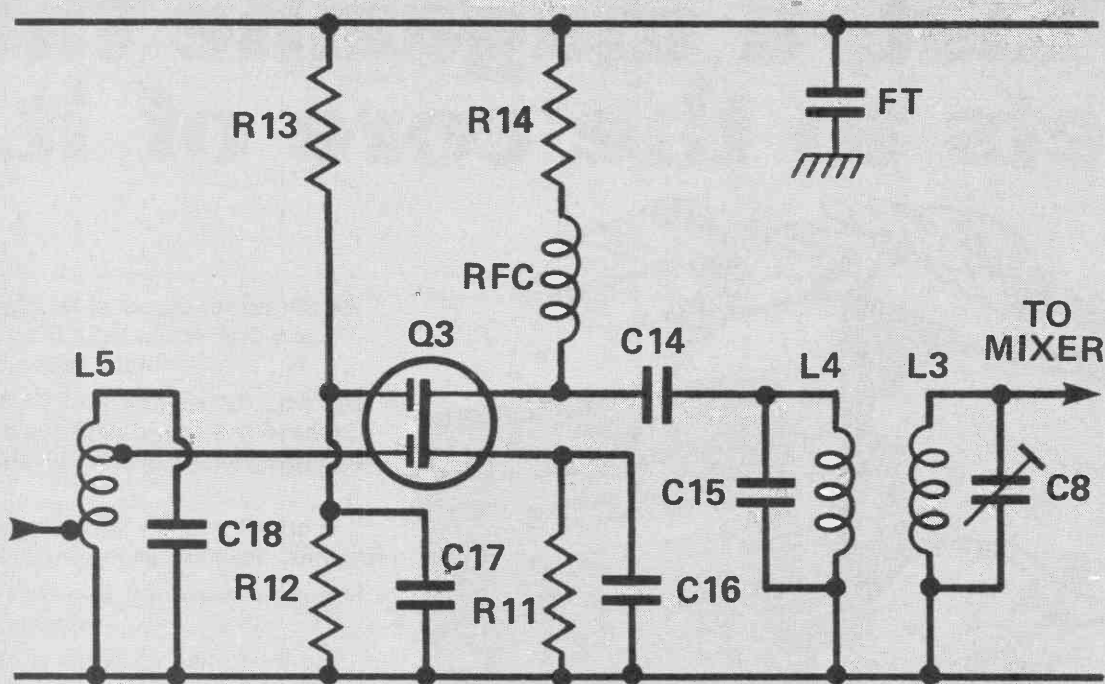 R13
R14
FT
RFC
Q3
C14
TO
MIXER
L5
L4
L3
C18
C15
C8
R12
C17
R11
C16